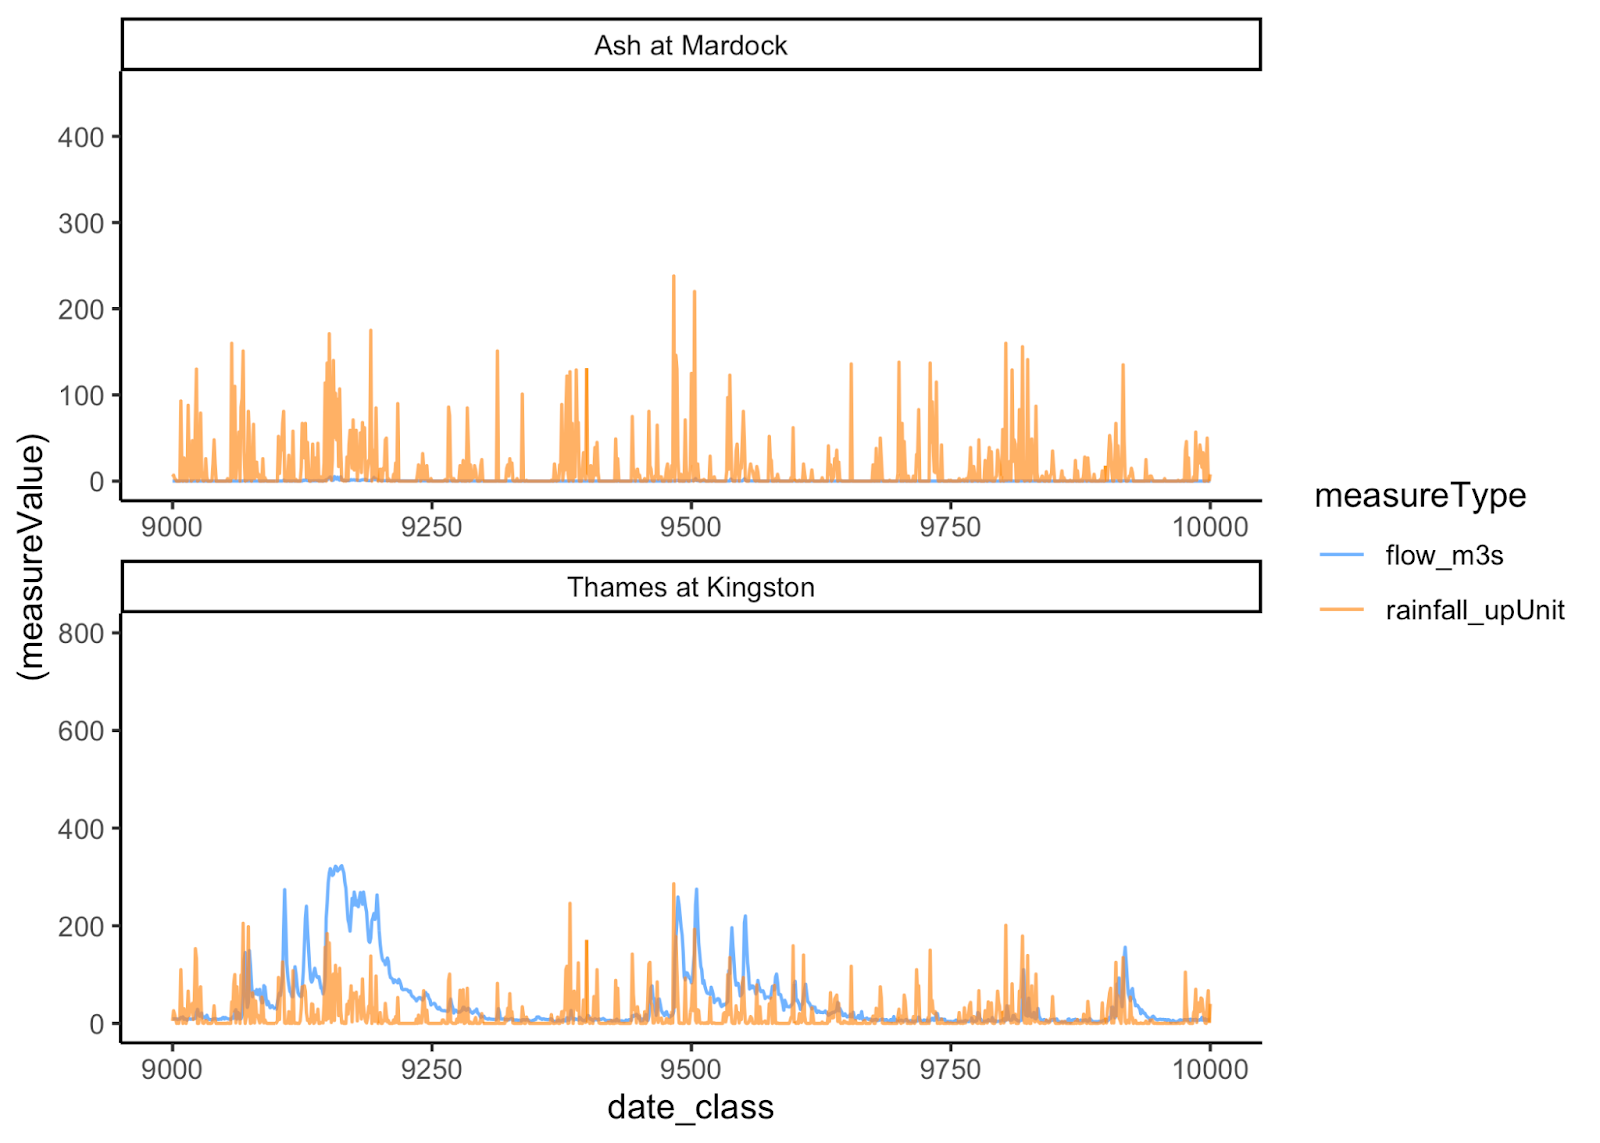 Ash at Mardock
400
300
200
100
0
9000 9250 9500 9750 10000
Thames at Kingston
800
600
400
200
0
9000 9250 9500 9750 10000
date_class
(measureValue)
measureType
flow_m3s
rainfall_upUnit